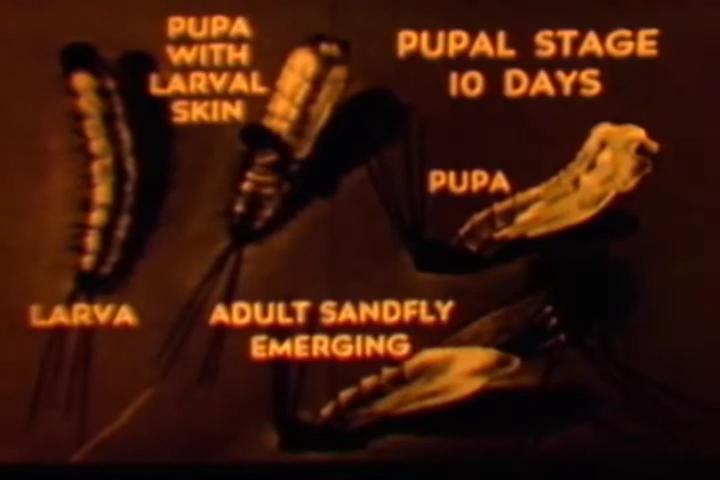 PUPA
WITH
LARVAL
SKIN
PUPAL STAGE
10 DAYS
PUPA
LARVA
ADULT SANDFLY
EMERGING